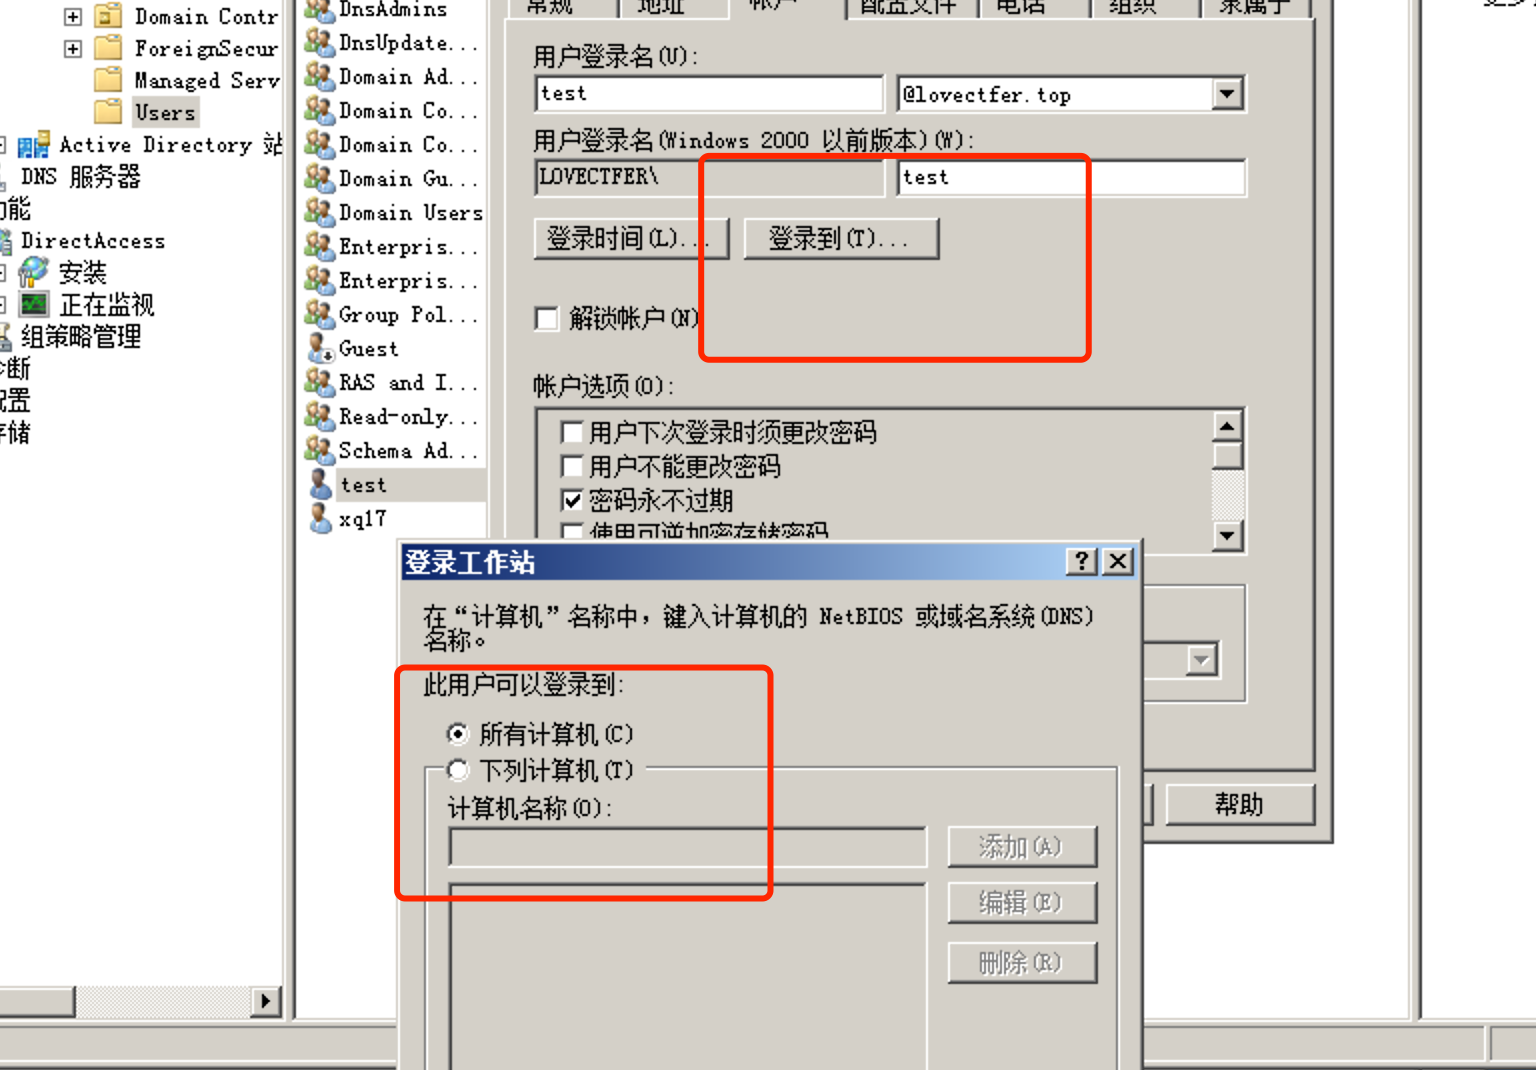 Domain Contr
ForeignSecur
Managed Serv
Users
Active Directory 站
DNS 服务器
功能
DirectAccess
安装
正在监视
组策略管理
诊断
配置
存储
DnsAdmins
DnsUpdate...
Domain Ad...
Domain Co...
Domain Co...
Domain Gu...
Domain Users
Enterpris...
Enterpris...
Group Pol...
Guest
RAS and I...
Read-only...
Schema Ad...
test
xq17
常规 地址 帐户 配置文件 电话 组织 隶属于
用户登录名(U):
test @lovectfer.top
用户登录名(Windows 2000 以前版本)(W):
LOVECTFER\ test
登录时间(L)... 登录到(T)...
解锁帐户(N)
帐户选项(O):
用户下次登录时须更改密码
用户不能更改密码
密码永不过期
使用可逆加密存储密码
登录工作站
在“计算机”名称中，键入计算机的 NetBIOS 或域名系统(DNS)
名称。
此用户可以登录到:
所有计算机(C)
下列计算机(T)
计算机名称(O):
添加(A)
编辑(E)
删除(R)
帮助